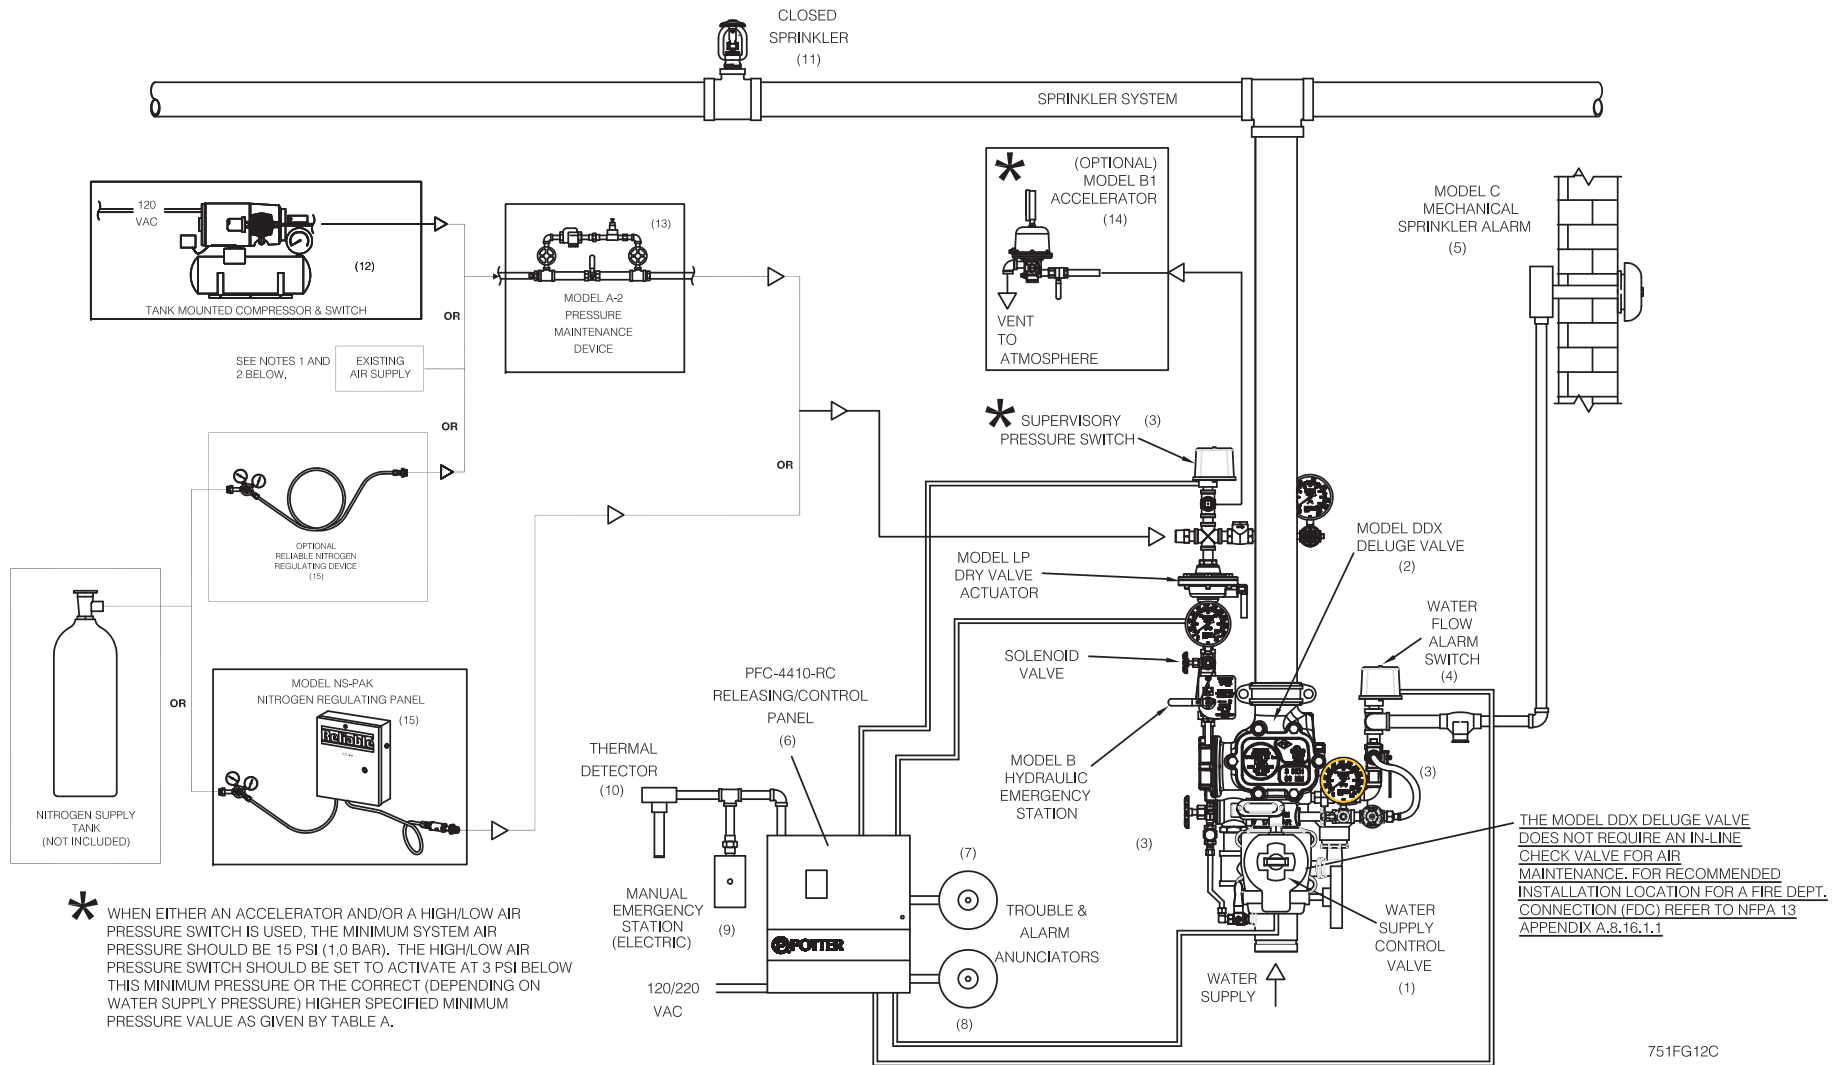 CLOSED
SPRINKLER
(11)
SPRINKLER SYSTEM
120
VAC
(12)
TANK MOUNTED COMPRESSOR & SWITCH
OR
SEE NOTES 1 AND
2 BELOW.
EXISTING
AIR SUPPLY
OR
(13)
MODEL A-2
PRESSURE
MAINTENANCE
DEVICE
OR
*
(OPTIONAL)
MODEL B1
ACCELERATOR
(14)
VENT
TO
ATMOSPHERE
MODEL C
MECHANICAL
SPRINKLER ALARM
(5)
* SUPERVISORY (3)
PRESSURE SWITCH
OPTIONAL
RELIABLE NITROGEN
REGULATING DEVICE
(15)
NITROGEN SUPPLY
TANK
(NOT INCLUDED)
OR
MODEL NS-PAK
NITROGEN REGULATING PANEL
(15)
Reliable
MODEL DDX
DELUGE VALVE
(2)
MODEL LP
DRY VALVE
ACTUATOR
SOLENOID
VALVE
WATER
FLOW
ALARM
SWITCH
(4)
PFC-4410-RC
RELEASING/CONTROL
PANEL
(6)
THERMAL
DETECTOR
(10)
MODEL B
HYDRAULIC
EMERGENCY
STATION
(3)
(3)
MANUAL
EMERGENCY
STATION
(ELECTRIC)
(9)
POTTER
(7)
TROUBLE &
ALARM
ANUNCIATORS
(8)
120/220
VAC
WATER
SUPPLY
WATER
SUPPLY
CONTROL
VALVE
(1)
THE MODEL DDX DELUGE VALVE
DOES NOT REQUIRE AN IN-LINE
CHECK VALVE FOR AIR
MAINTENANCE. FOR RECOMMENDED
INSTALLATION LOCATION FOR A FIRE DEPT.
CONNECTION (FDC) REFER TO NFPA 13
APPENDIX A.8.16.1.1
* WHEN EITHER AN ACCELERATOR AND/OR A HIGH/LOW AIR
PRESSURE SWITCH IS USED, THE MINIMUM SYSTEM AIR
PRESSURE SHOULD BE 15 PSI (1,0 BAR). THE HIGH/LOW AIR
PRESSURE SWITCH SHOULD BE SET TO ACTIVATE AT 3 PSI BELOW
THIS MINIMUM PRESSURE OR THE CORRECT (DEPENDING ON
WATER SUPPLY PRESSURE) HIGHER SPECIFIED MINIMUM
PRESSURE VALUE AS GIVEN BY TABLE A.
751FG12C